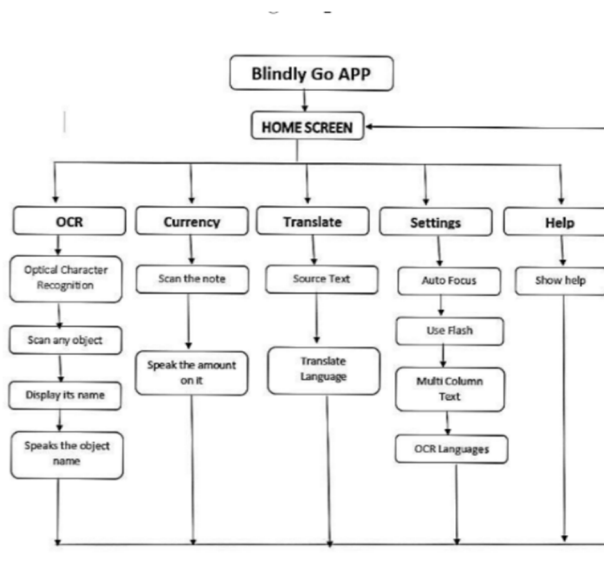 Blindly Go APP
HOME SCREEN
OCR
Currency
Translate
Settings
Help
Optical Character
Recognition
Scan the note
Source Text
Auto Focus
Show help
Scan any object
Use Flash
Speak the amount
on it
Translate
Language
Display its name
Multi Column
Text
Speaks the object
name
OCR Languages